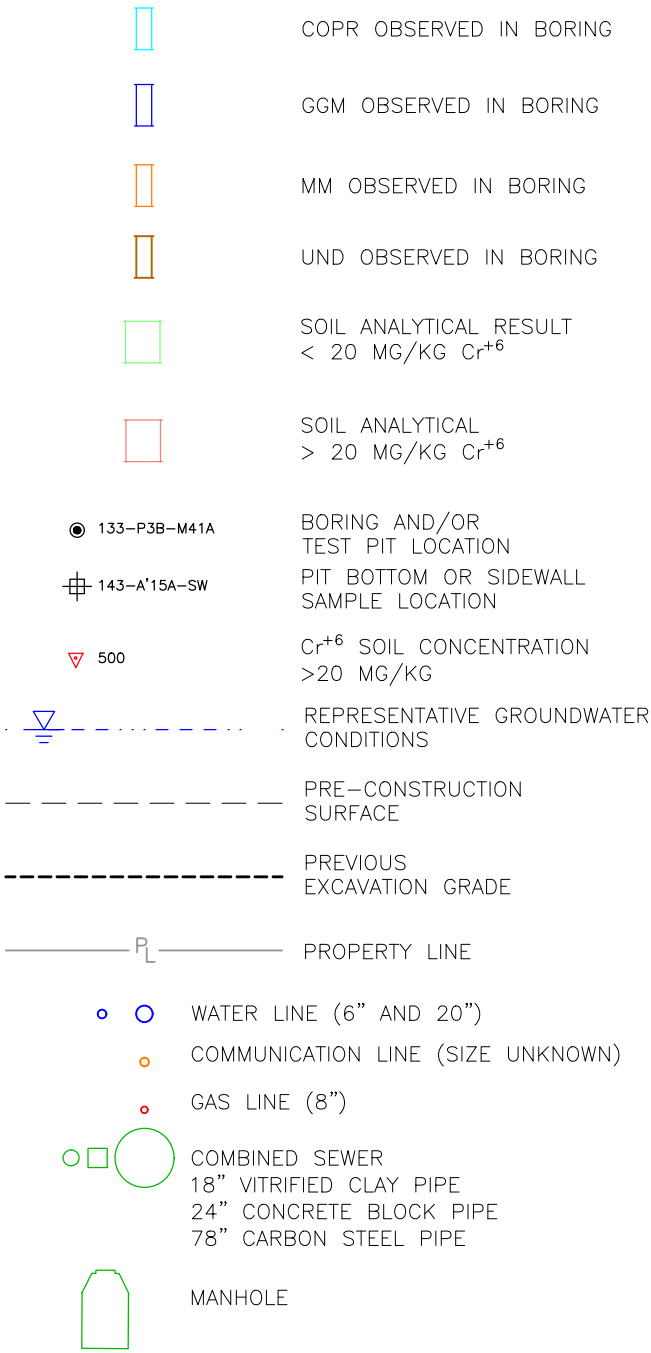 COPR OBSERVED IN BORING
GGM OBSERVED IN BORING
MM OBSERVED IN BORING
UND OBSERVED IN BORING
SOIL ANALYTICAL RESULT
< 20 MG/KG Cr+6
SOIL ANALYTICAL
> 20 MG/KG Cr+6
133-P3B-M41A
BORING AND/OR
TEST PIT LOCATION
143-A'15A-SW
PIT BOTTOM OR SIDEWALL
SAMPLE LOCATION
500
Cr+6 SOIL CONCENTRATION
>20 MG/KG
REPRESENTATIVE GROUNDWATER
CONDITIONS
PRE-CONSTRUCTION
SURFACE
PREVIOUS
EXCAVATION GRADE
PL
PROPERTY LINE
WATER LINE (6" AND 20")
COMMUNICATION LINE (SIZE UNKNOWN)
GAS LINE (8")
COMBINED SEWER
18" VITRIFIED CLAY PIPE
24" CONCRETE BLOCK PIPE
78" CARBON STEEL PIPE
MANHOLE